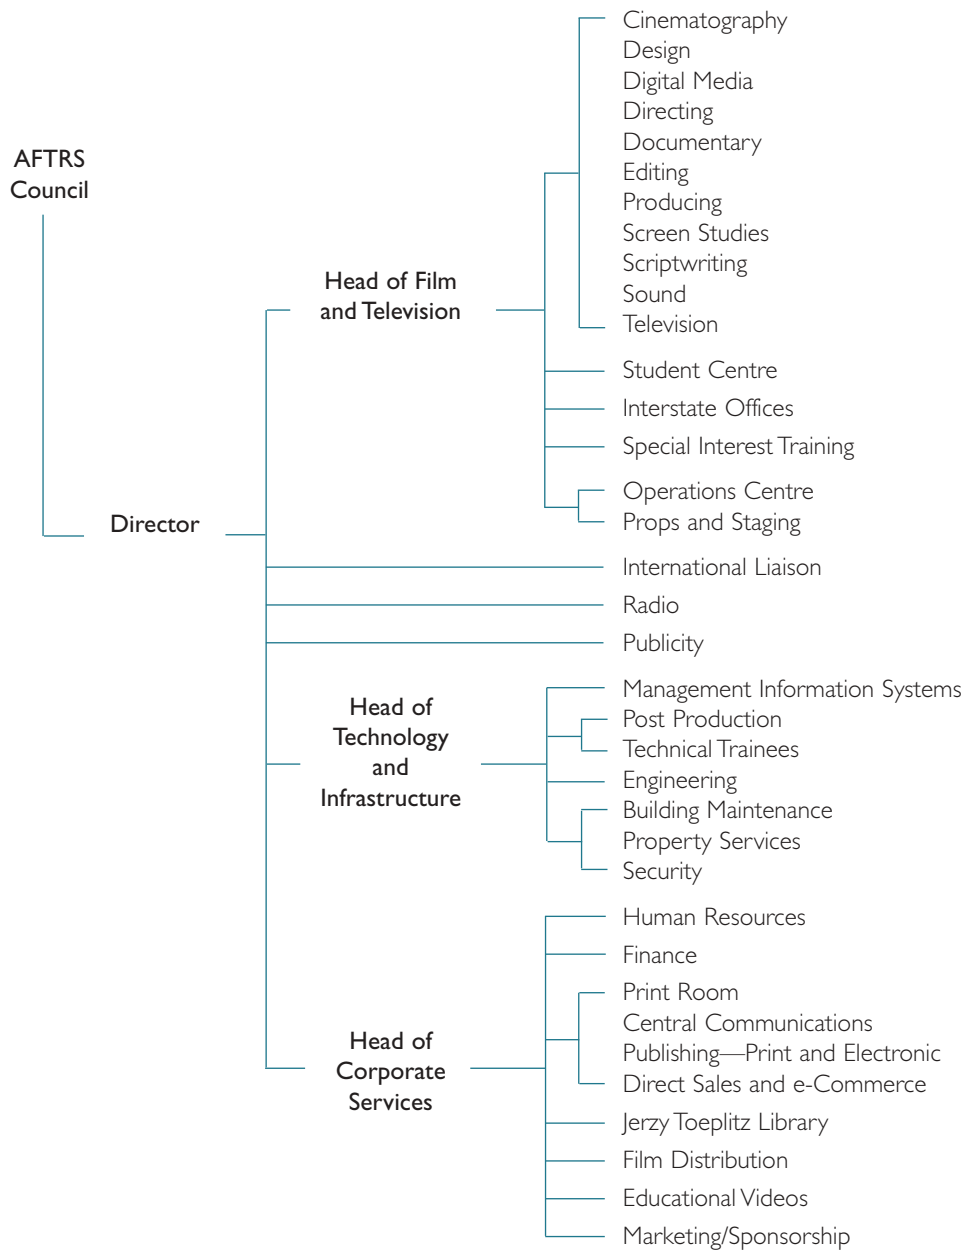 AFTRS
Council
Director
Head of Film
and Television
Cinematography
Design
Digital Media
Directing
Documentary
Editing
Producing
Screen Studies
Scriptwriting
Sound
Television
Student Centre
Interstate Offices
Special Interest Training
Operations Centre
Props and Staging
International Liaison
Radio
Publicity
Head of
Technology
and
Infrastructure
Management Information Systems
Post Production
Technical Trainees
Engineering
Building Maintenance
Property Services
Security
Head of
Corporate
Services
Human Resources
Finance
Print Room
Central Communications
Publishing—Print and Electronic
Direct Sales and e-Commerce
Jerzy Toeplitz Library
Film Distribution
Educational Videos
Marketing/Sponsorship